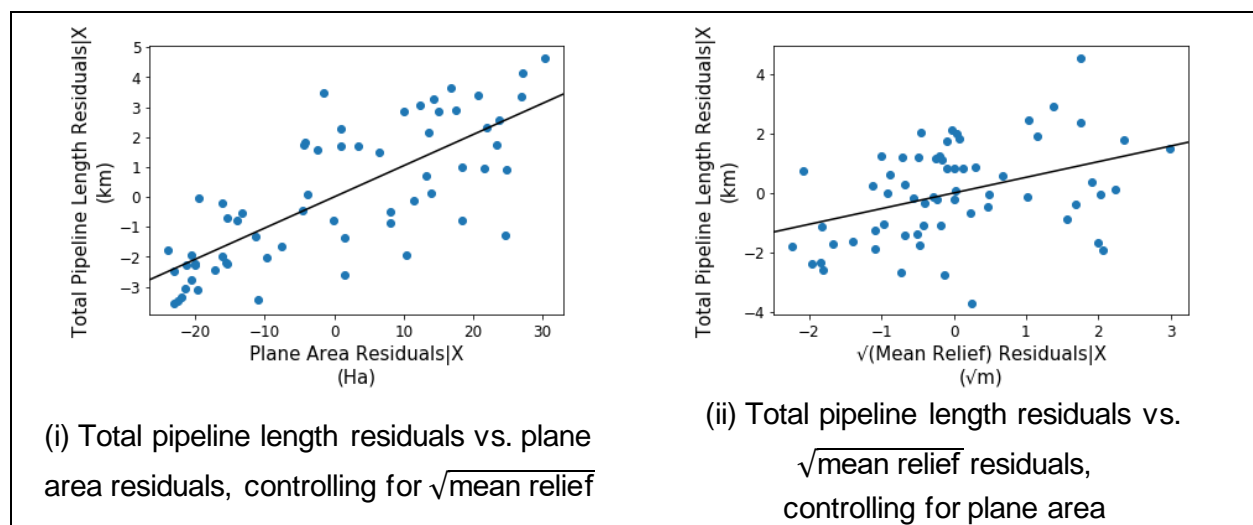 Total Pipeline Length Residuals|X
(km)
5
4
3
2
1
0
−1
−2
−3
−20 −10 0 10 20 30
Plane Area Residuals|X
(Ha)
(i) Total pipeline length residuals vs. plane
area residuals, controlling for √mean relief
Total Pipeline Length Residuals|X
(km)
4
2
0
−2
−4
−2 −1 0 1 2 3
√(Mean Relief) Residuals|X
(√m)
(ii) Total pipeline length residuals vs.
√mean relief residuals,
controlling for plane area